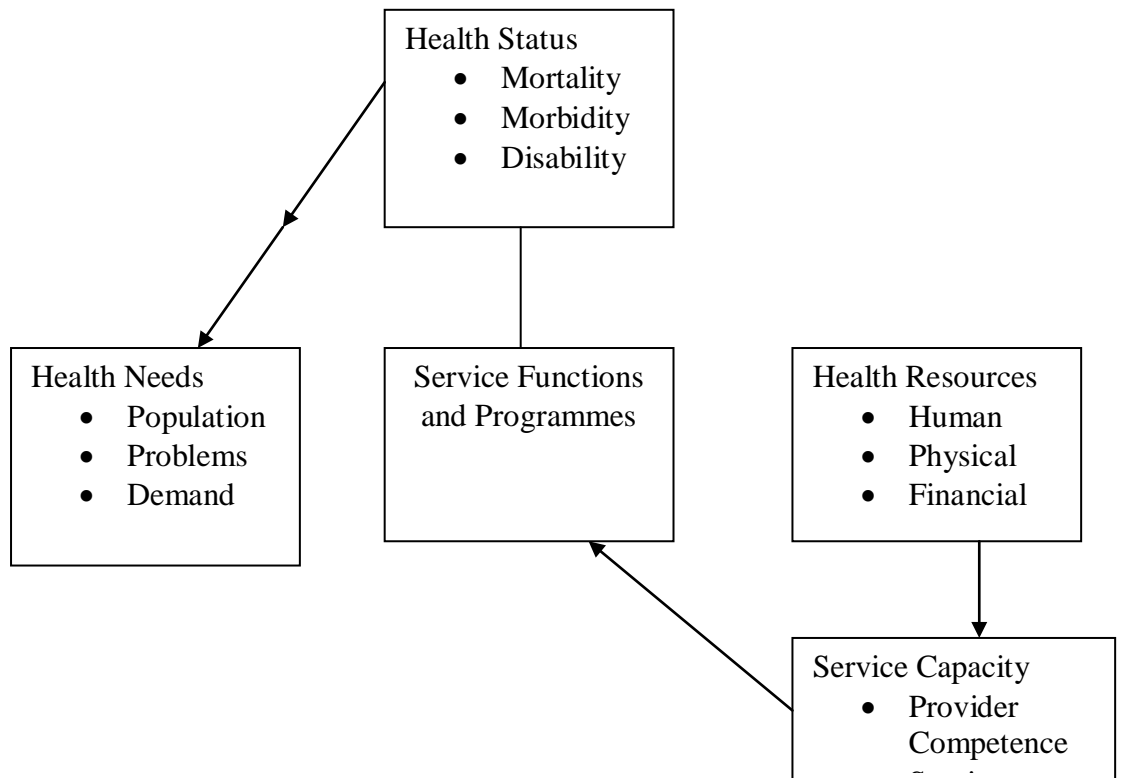 Health Status
• Mortality
• Morbidity
• Disability
Health Needs
• Population
• Problems
• Demand
Service Functions
and Programmes
Health Resources
• Human
• Physical
• Financial
Service Capacity
• Provider
Competence